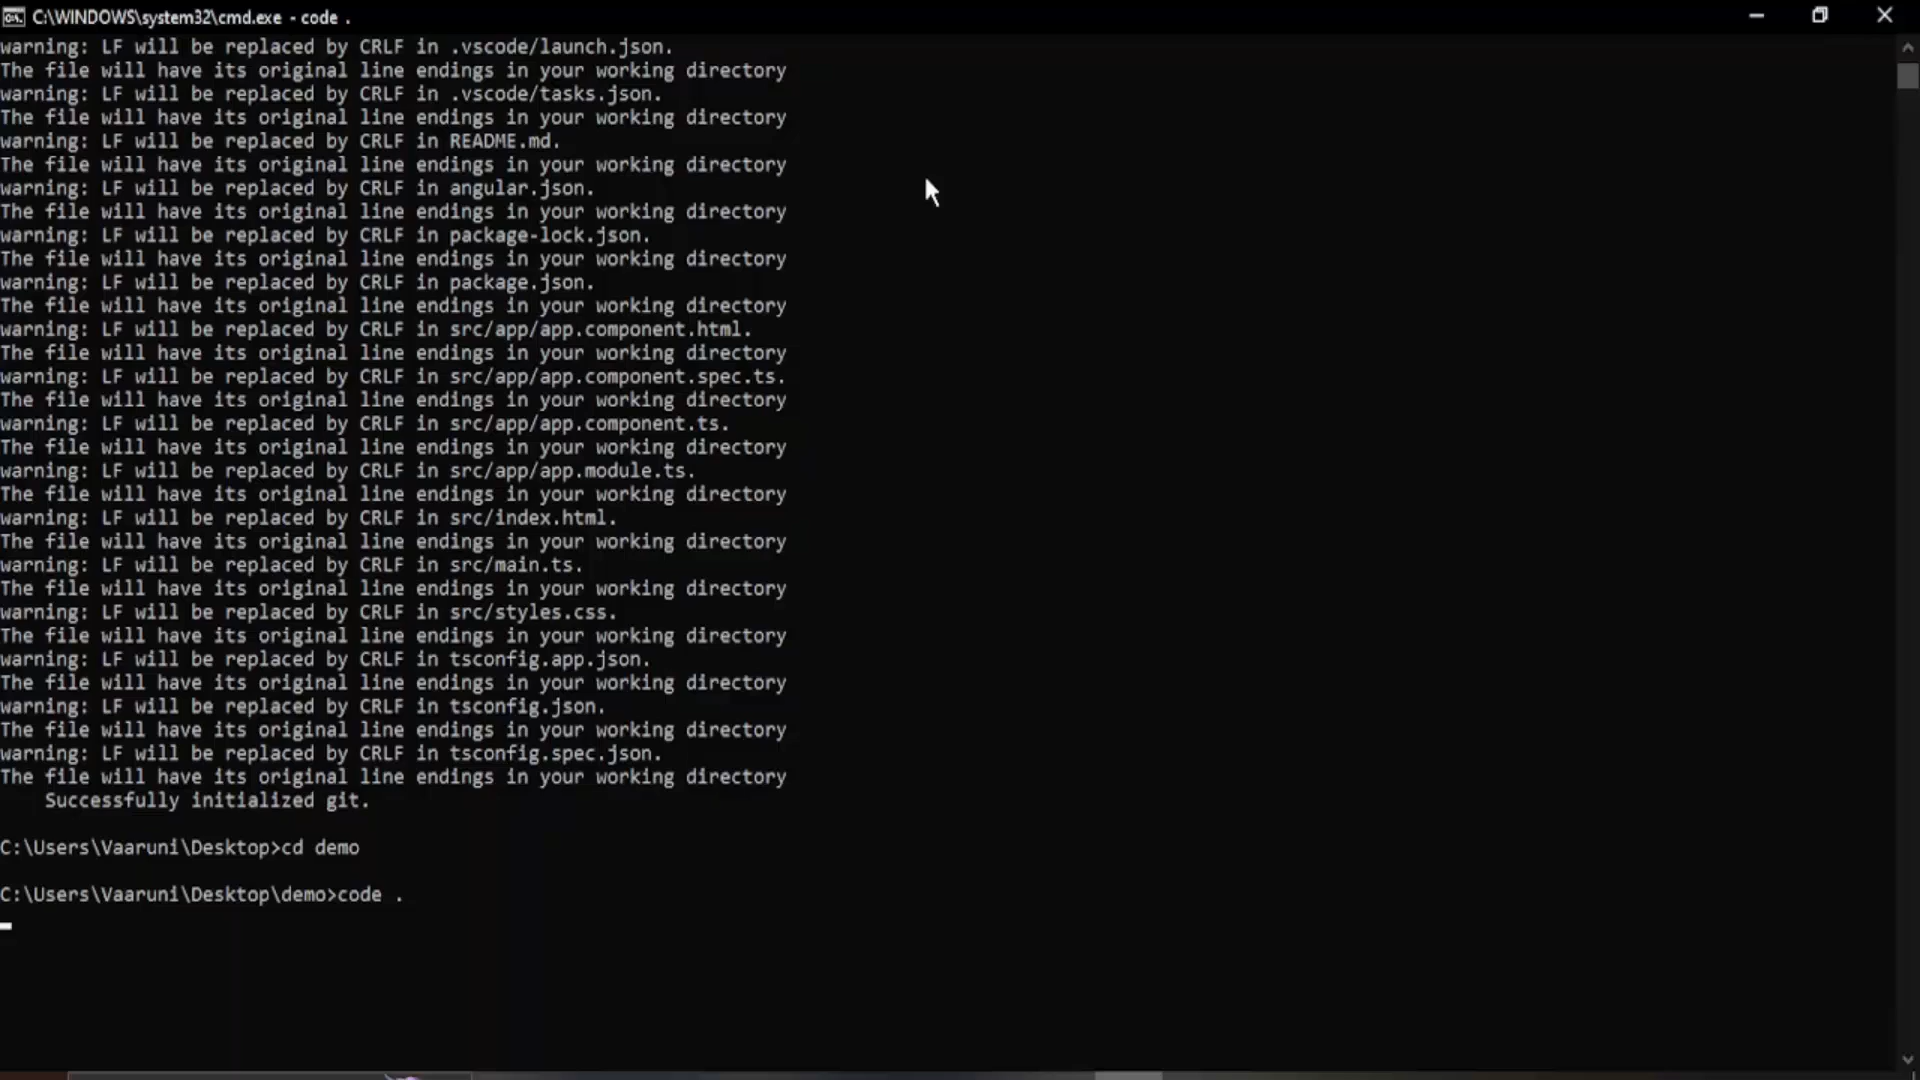 C:\WINDOWS\system32\cmd.exe - code .
warning: LF will be replaced by CRLF in .vscode/launch.json.
The file will have its original line endings in your working directory
warning: LF will be replaced by CRLF in .vscode/tasks.json.
The file will have its original line endings in your working directory
warning: LF will be replaced by CRLF in README.md.
The file will have its original line endings in your working directory
warning: LF will be replaced by CRLF in angular.json.
The file will have its original line endings in your working directory
warning: LF will be replaced by CRLF in package-lock.json.
The file will have its original line endings in your working directory
warning: LF will be replaced by CRLF in package.json.
The file will have its original line endings in your working directory
warning: LF will be replaced by CRLF in src/app/app.component.html.
The file will have its original line endings in your working directory
warning: LF will be replaced by CRLF in src/app/app.component.spec.ts.
The file will have its original line endings in your working directory
warning: LF will be replaced by CRLF in src/app/app.component.ts.
The file will have its original line endings in your working directory
warning: LF will be replaced by CRLF in src/app/app.module.ts.
The file will have its original line endings in your working directory
warning: LF will be replaced by CRLF in src/index.html.
The file will have its original line endings in your working directory
warning: LF will be replaced by CRLF in src/main.ts.
The file will have its original line endings in your working directory
warning: LF will be replaced by CRLF in src/styles.css.
The file will have its original line endings in your working directory
warning: LF will be replaced by CRLF in tsconfig.app.json.
The file will have its original line endings in your working directory
warning: LF will be replaced by CRLF in tsconfig.json.
The file will have its original line endings in your working directory
warning: LF will be replaced by CRLF in tsconfig.spec.json.
The file will have its original line endings in your working directory
Successfully initialized git.
C:\Users\Vaaruni\Desktop>cd demo
C:\Users\Vaaruni\Desktop\demo>code .